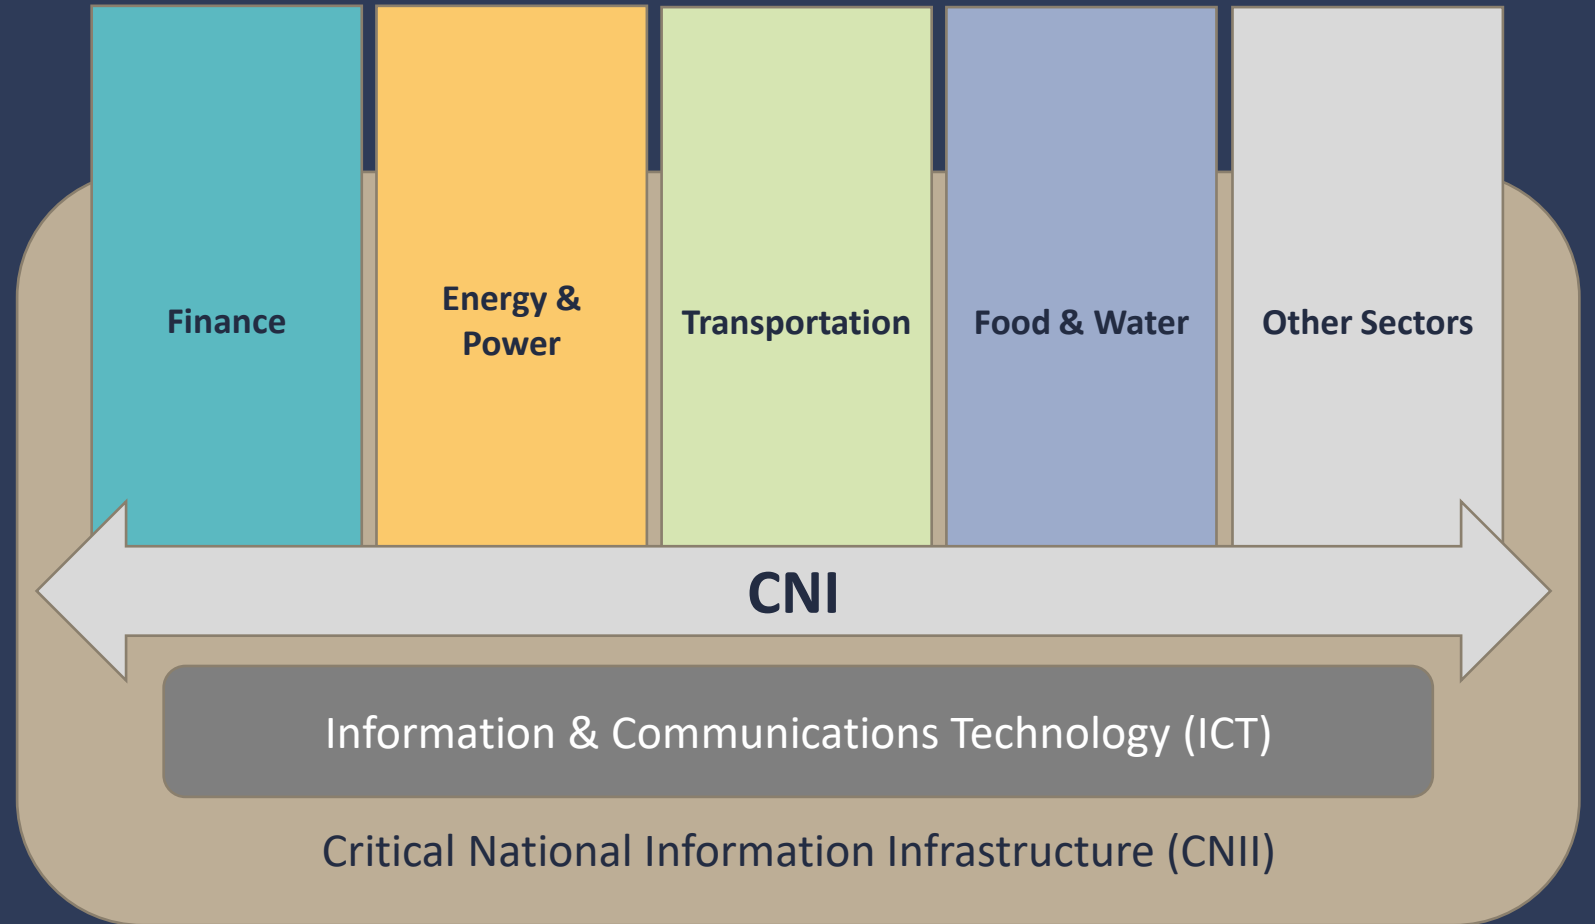 Finance
Energy &
Power
Transportation
Food & Water
Other Sectors
CNI
Information & Communications Technology (ICT)
Critical National Information Infrastructure (CNII)